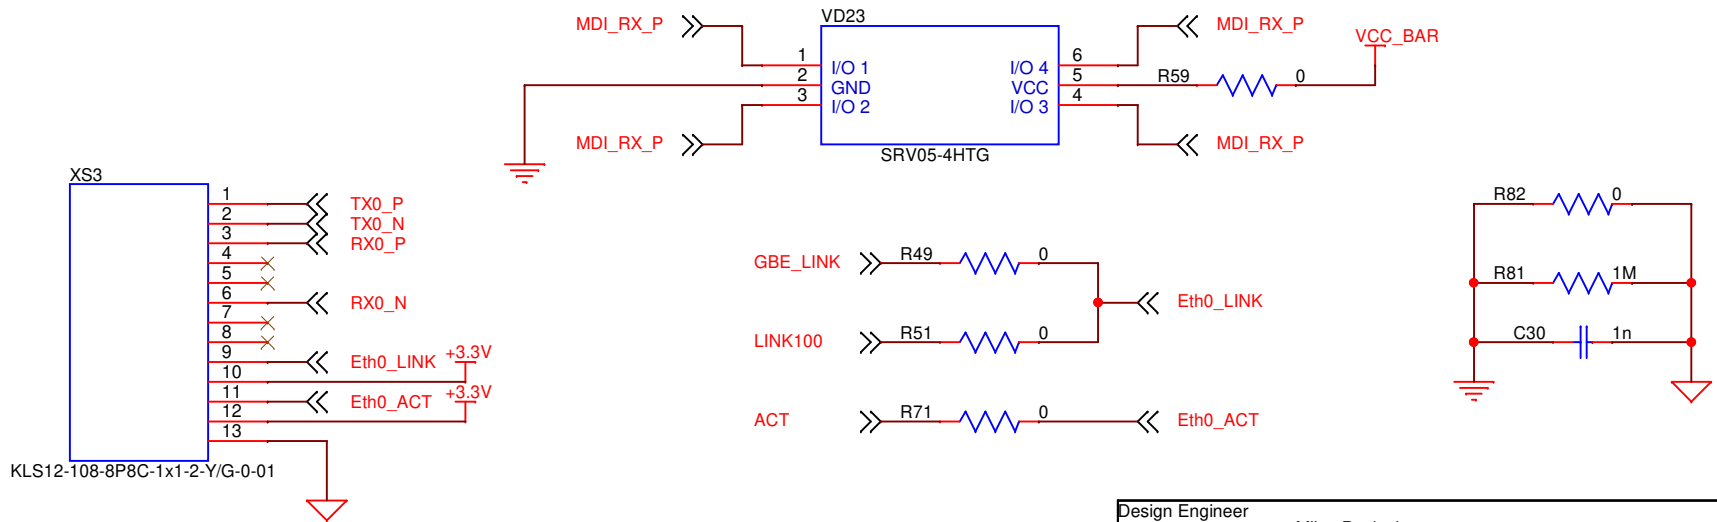 VD23
MDI_RX_P
MDI_RX_P
VCC_BAR
1
I/O 1
6
I/O 4
2
GND
5
VCC
R59
0
3
I/O 2
4
I/O 3
MDI_RX_P
MDI_RX_P
SRV05-4HTG
XS3
1 TX0_P
2 TX0_N
3 RX0_P
4
5
6 RX0_N
7
8
9 Eth0_LINK +3.3V
10
11 Eth0_ACT +3.3V
12
13
KLS12-108-8P8C-1x1-2-Y/G-0-01
GBE_LINK R49 0
Eth0_LINK
LINK100 R51 0
ACT R71 0 Eth0_ACT
R82 0
R81 1M
C30 1n
Design Engineer